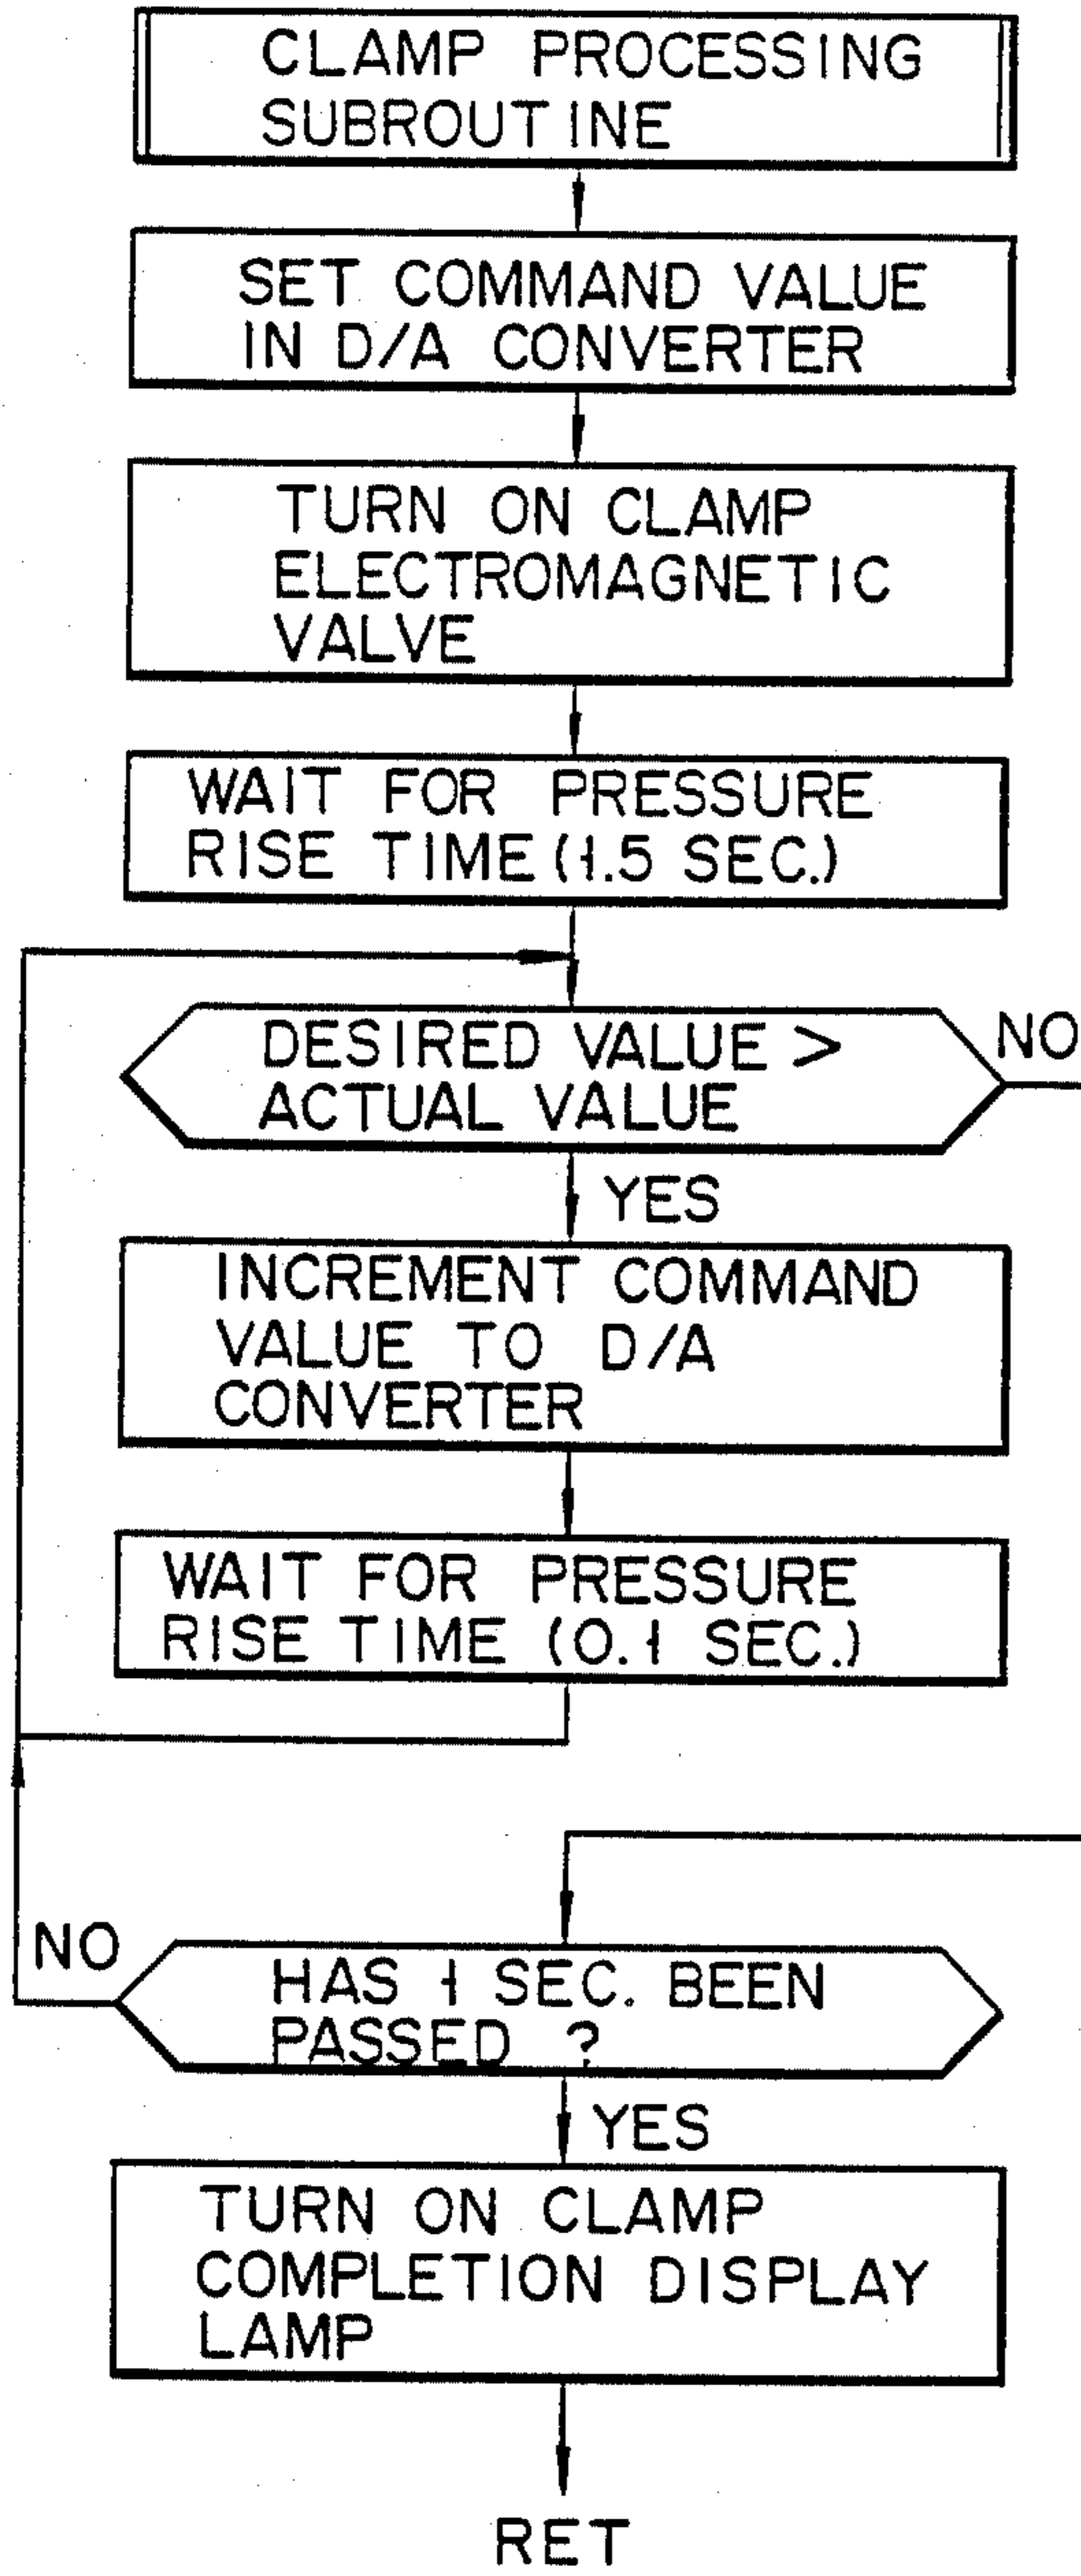 CLAMP PROCESSING
SUBROUTINE
SET COMMAND VALUE
IN D/A CONVERTER
TURN ON CLAMP
ELECTROMAGNETIC
VALVE
WAIT FOR PRESSURE
RISE TIME (1.5 SEC.)
DESIRED VALUE >
ACTUAL VALUE
NO
YES
INCREMENT COMMAND
VALUE TO D/A
CONVERTER
WAIT FOR PRESSURE
RISE TIME (0.1 SEC.)
NO
HAS 1 SEC. BEEN
PASSED ?
YES
TURN ON CLAMP
COMPLETION DISPLAY
LAMP
RET